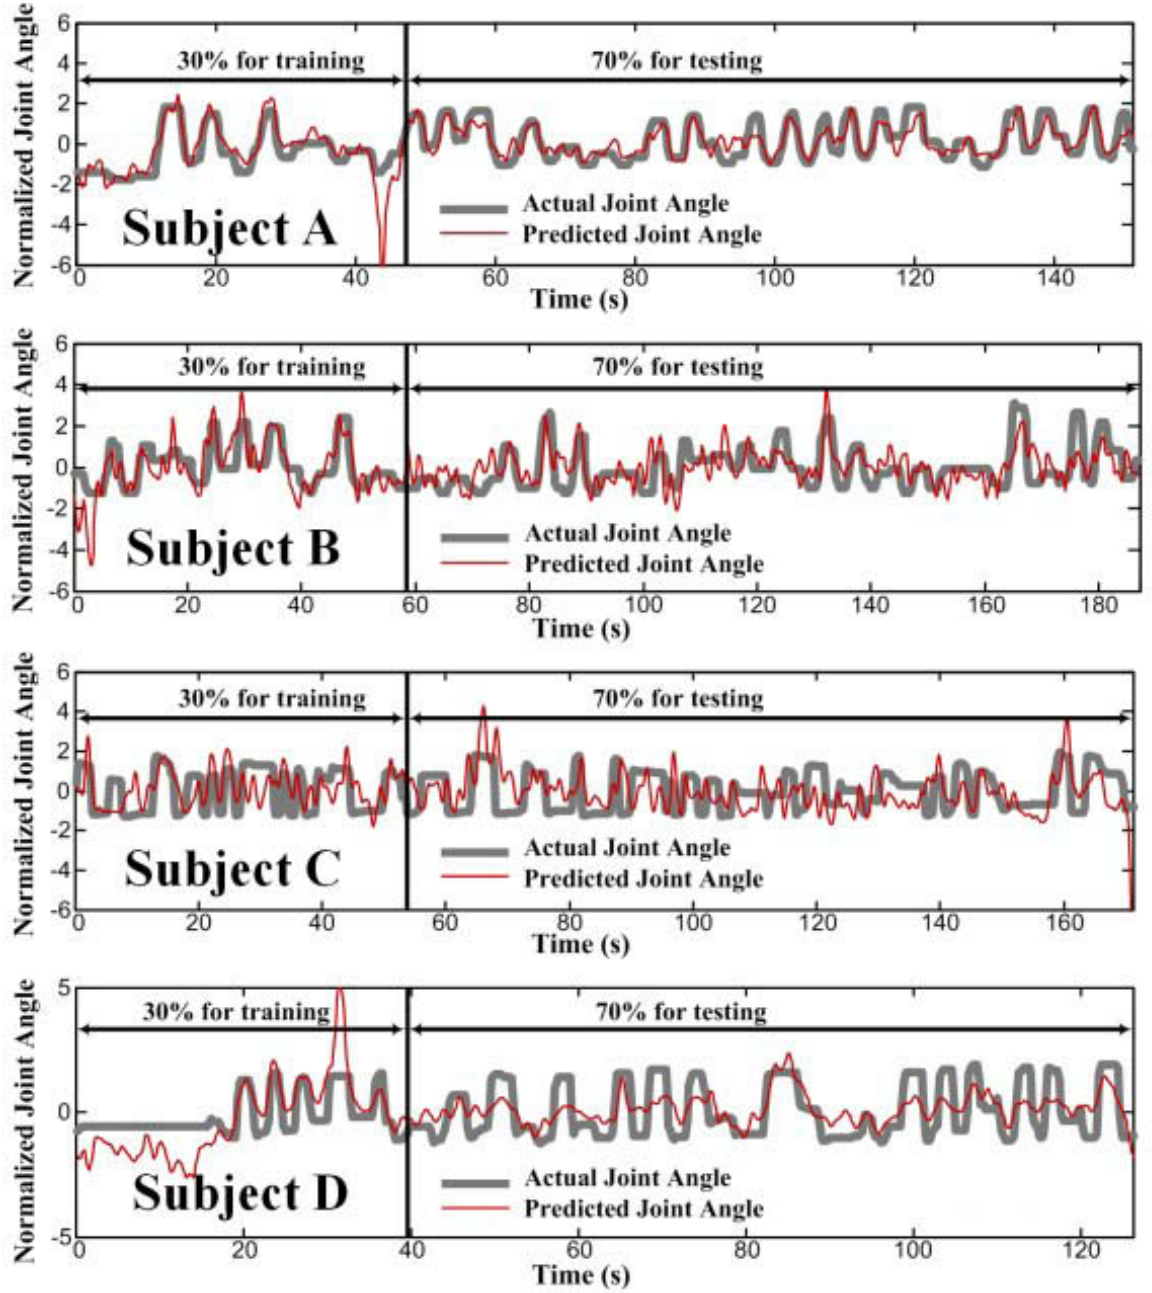 Normalized Joint Angle
6
4
2
0
-2
-4
-6
30% for training
70% for testing
Subject A
Actual Joint Angle
Predicted Joint Angle
0 20 40 60 80 100 120 140
Time (s)
Normalized Joint Angle
6
4
2
0
-2
-4
-6
30% for training
70% for testing
Subject B
Actual Joint Angle
Predicted Joint Angle
0 20 40 60 80 100 120 140 160 180
Time (s)
Normalized Joint Angle
6
4
2
0
-2
-4
-6
30% for training
70% for testing
Subject C
Actual Joint Angle
Predicted Joint Angle
0 20 40 60 80 100 120 140 160
Time (s)
Normalized Joint Angle
5
0
-5
30% for training
70% for testing
Subject D
Actual Joint Angle
Predicted Joint Angle
0 20 40 60 80 100 120
Time (s)